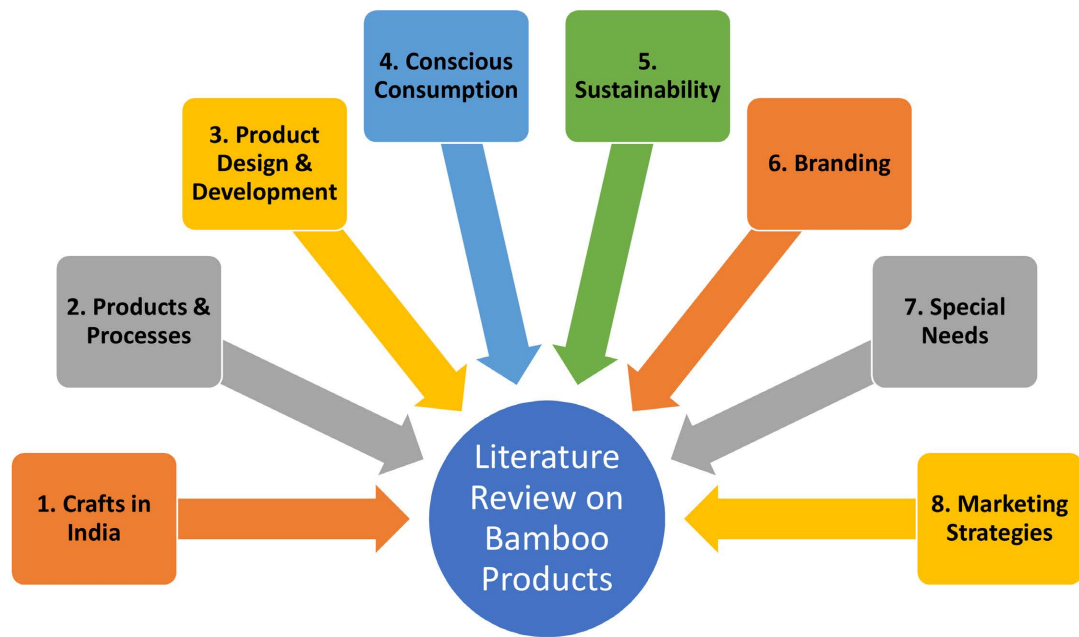 1. Crafts in
India
2. Products &
Processes
3. Product
Design &
Development
4. Conscious
Consumption
5.
Sustainability
6. Branding
7. Special
Needs
8. Marketing
Strategies
Literature
Review on
Bamboo
Products